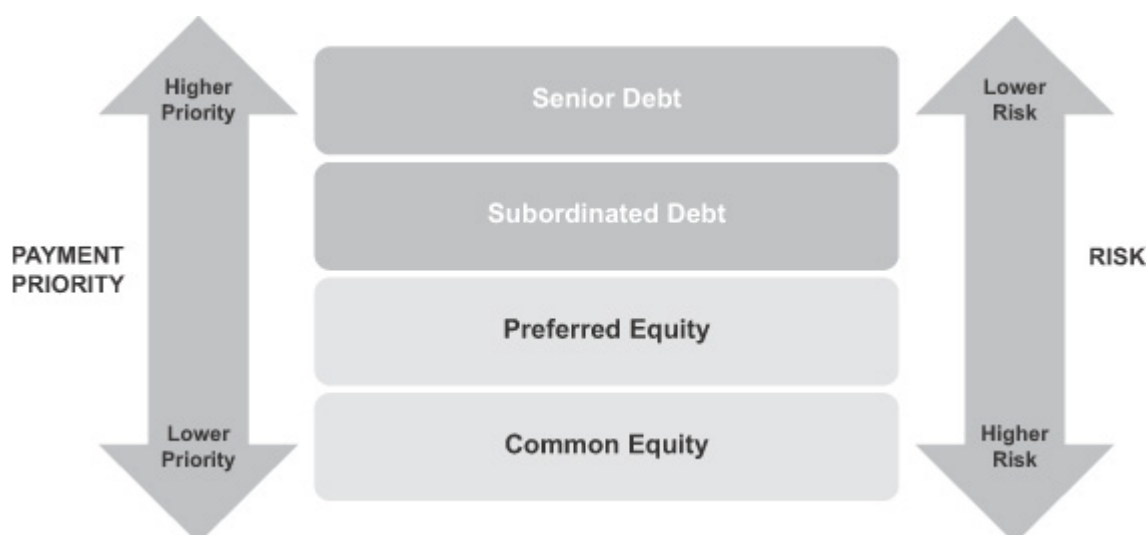 Higher
Priority
Senior Debt
Lower
Risk
Subordinated Debt
PAYMENT
PRIORITY
RISK
Preferred Equity
Lower
Priority
Common Equity
Higher
Risk